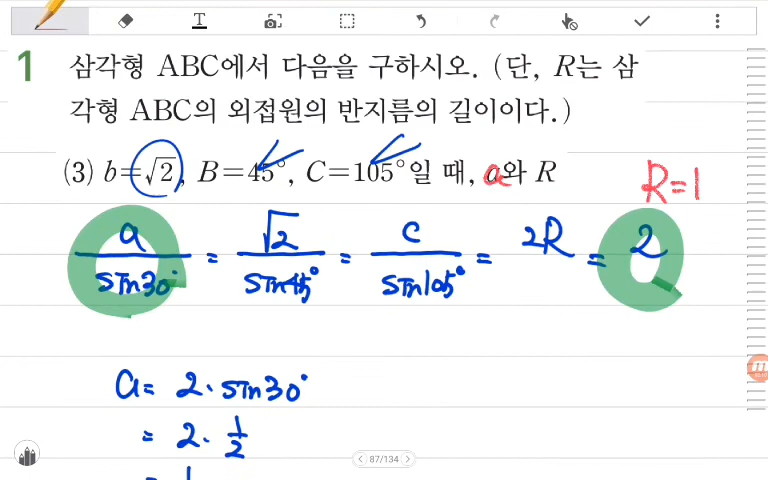 1 삼각형 ABC에서 다음을 구하시오. (단, R는 삼
각형 ABC의 외접원의 반지름의 길이이다.)
(3) b=√2, B=45°, C=105°일 때, a와 R
R=1
a/sin30° = √2/sin45° = c/sin105° = 2R = 2
a= 2·sin30°
= 2·1/2
87/134